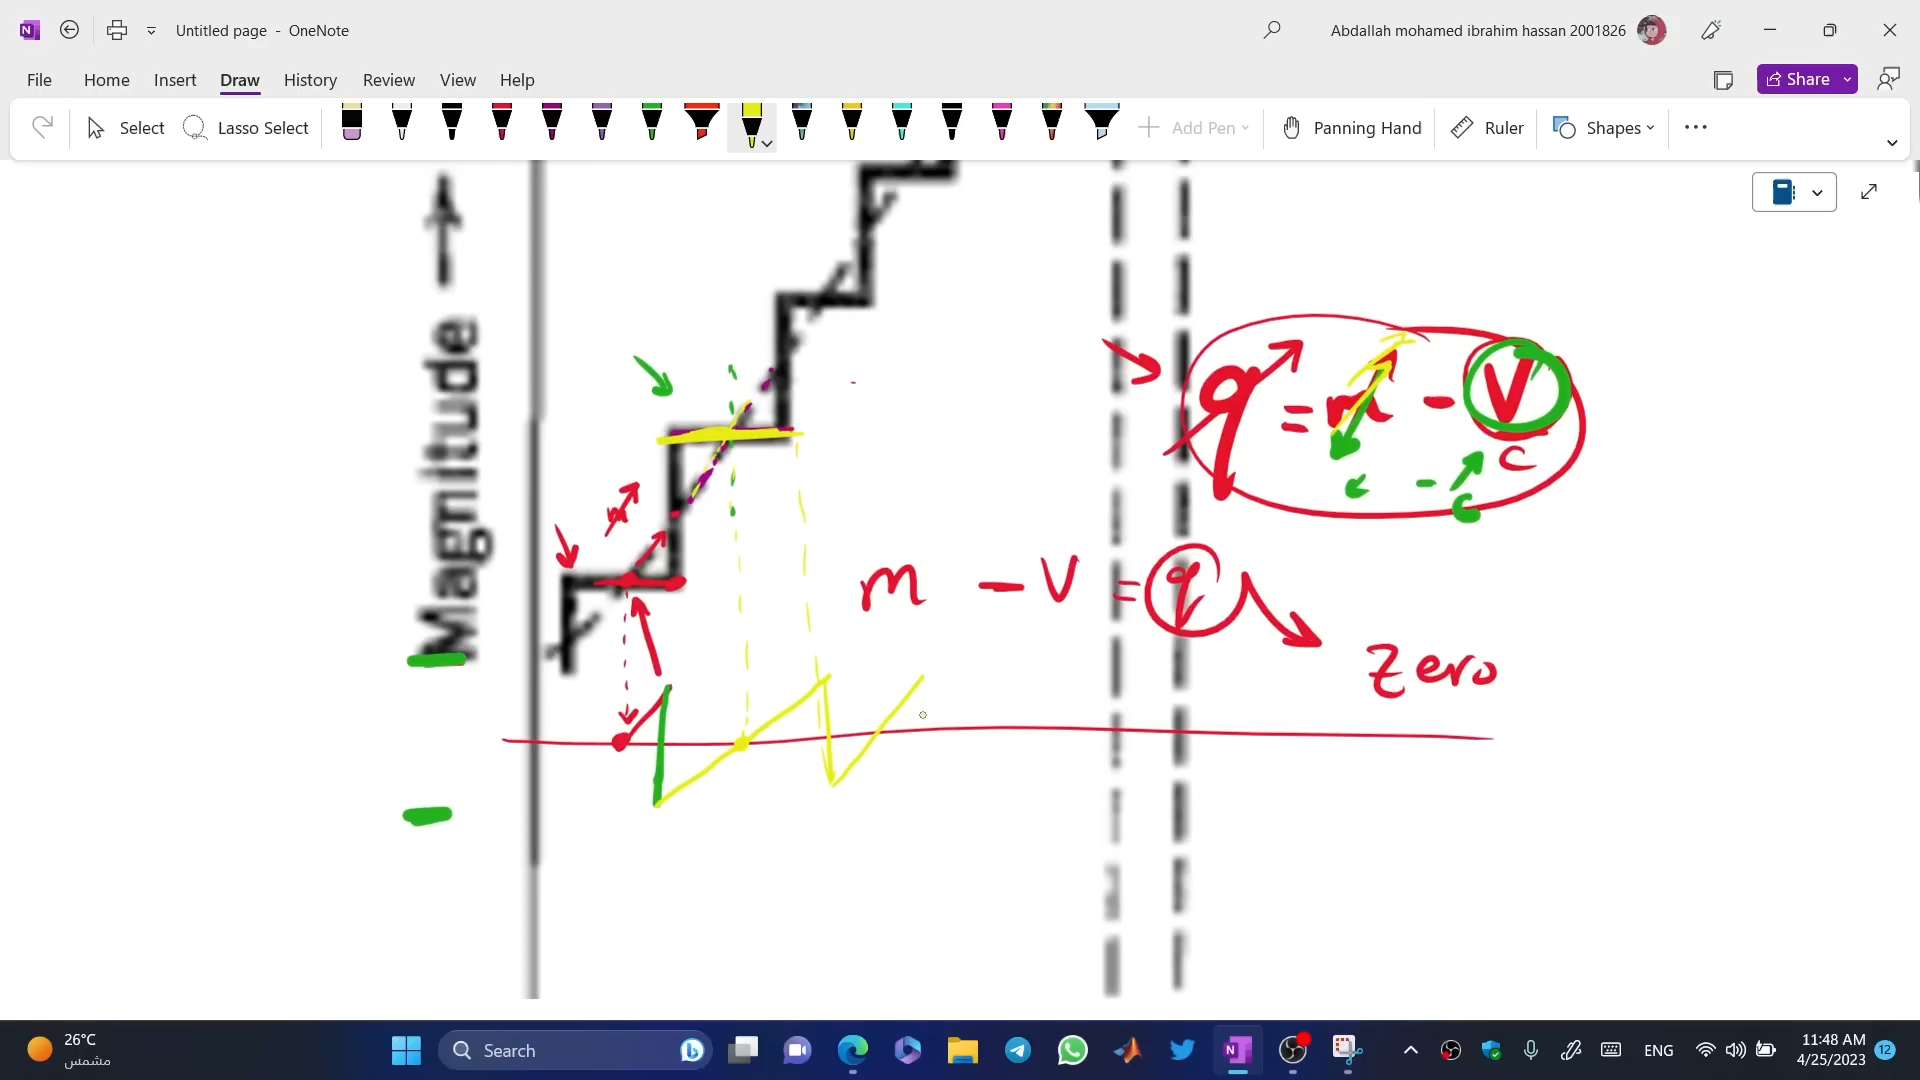 Untitled page - OneNote
Abdallah mohamed ibrahim hassan 2001826
File Home Insert Draw History Review View Help
Share
Select Lasso Select Add Pen Panning Hand Ruler Shapes
Magnitude
q = m - V
c
m
m - V = q
Zero
26°C
مشمس
Search
ENG
11:48 AM
4/25/2023
12